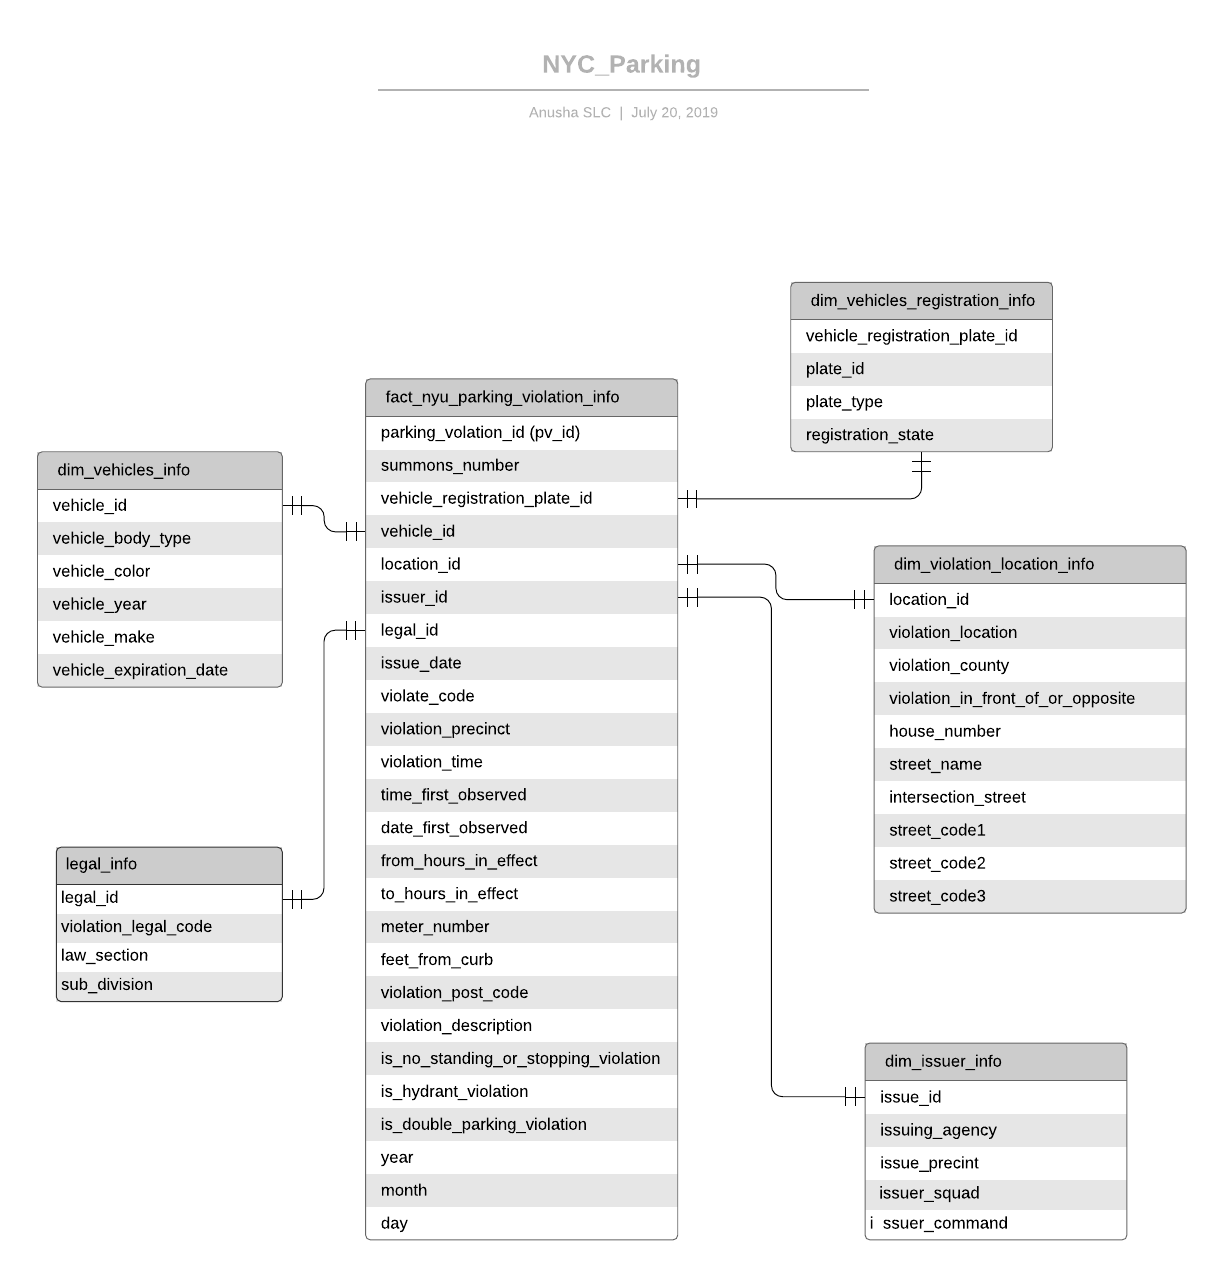 NYC_Parking
Anusha SLC | July 20, 2019
dim_vehicles_info
vehicle_id
vehicle_body_type
vehicle_color
vehicle_year
vehicle_make
vehicle_expiration_date
legal_info
legal_id
violation_legal_code
law_section
sub_division
fact_nyu_parking_violation_info
parking_volation_id (pv_id)
summons_number
vehicle_registration_plate_id
vehicle_id
location_id
issuer_id
legal_id
issue_date
violate_code
violation_precinct
violation_time
time_first_observed
date_first_observed
from_hours_in_effect
to_hours_in_effect
meter_number
feet_from_curb
violation_post_code
violation_description
is_no_standing_or_stopping_violation
is_hydrant_violation
is_double_parking_violation
year
month
day
dim_vehicles_registration_info
vehicle_registration_plate_id
plate_id
plate_type
registration_state
dim_violation_location_info
location_id
violation_location
violation_county
violation_in_front_of_or_opposite
house_number
street_name
intersection_street
street_code1
street_code2
street_code3
dim_issuer_info
issue_id
issuing_agency
issue_precint
issuer_squad
i ssuer_command